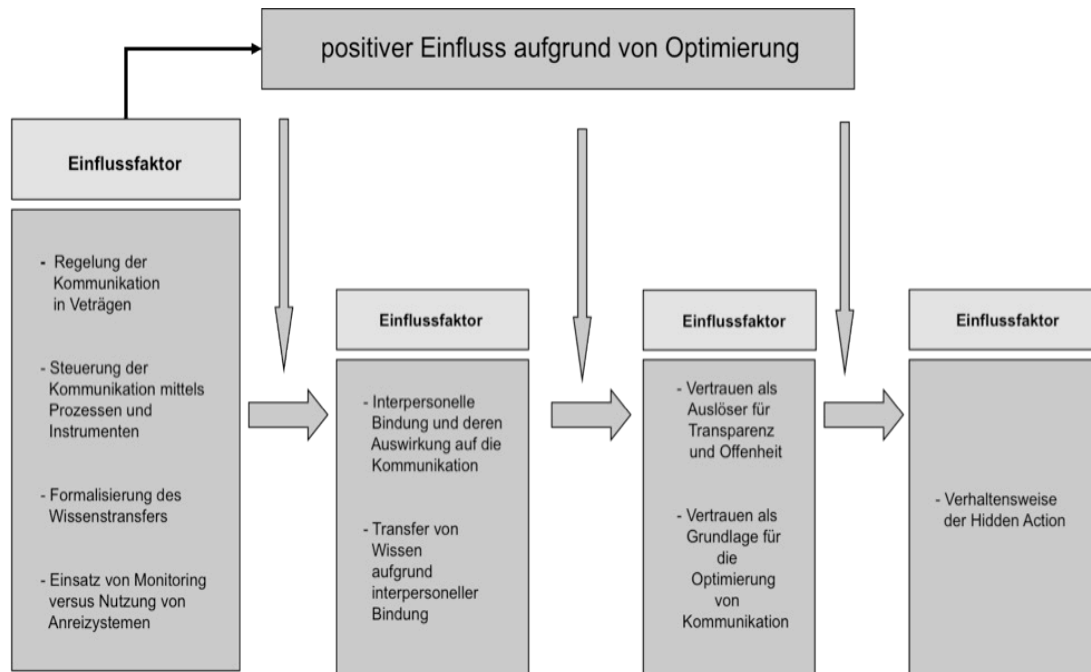 positiver Einfluss aufgrund von Optimierung
Einflussfaktor
- Regelung der
Kommunikation
in Veträgen
- Steuerung der
Kommunikation mittels
Prozessen und
Instrumenten
- Formalisierung des
Wissenstransfers
- Einsatz von Monitoring
versus Nutzung von
Anreizystemen
Einflussfaktor
- Interpersonelle
Bindung und deren
Auswirkung auf die
Kommunikation
- Transfer von
Wissen
aufgrund
interpersoneller
Bindung
Einflussfaktor
- Vertrauen als
Auslöser für
Transparenz
und Offenheit
- Vertrauen als
Grundlage für
die
Optimierung
von
Kommunikation
Einflussfaktor
- Verhaltensweise
der Hidden Action